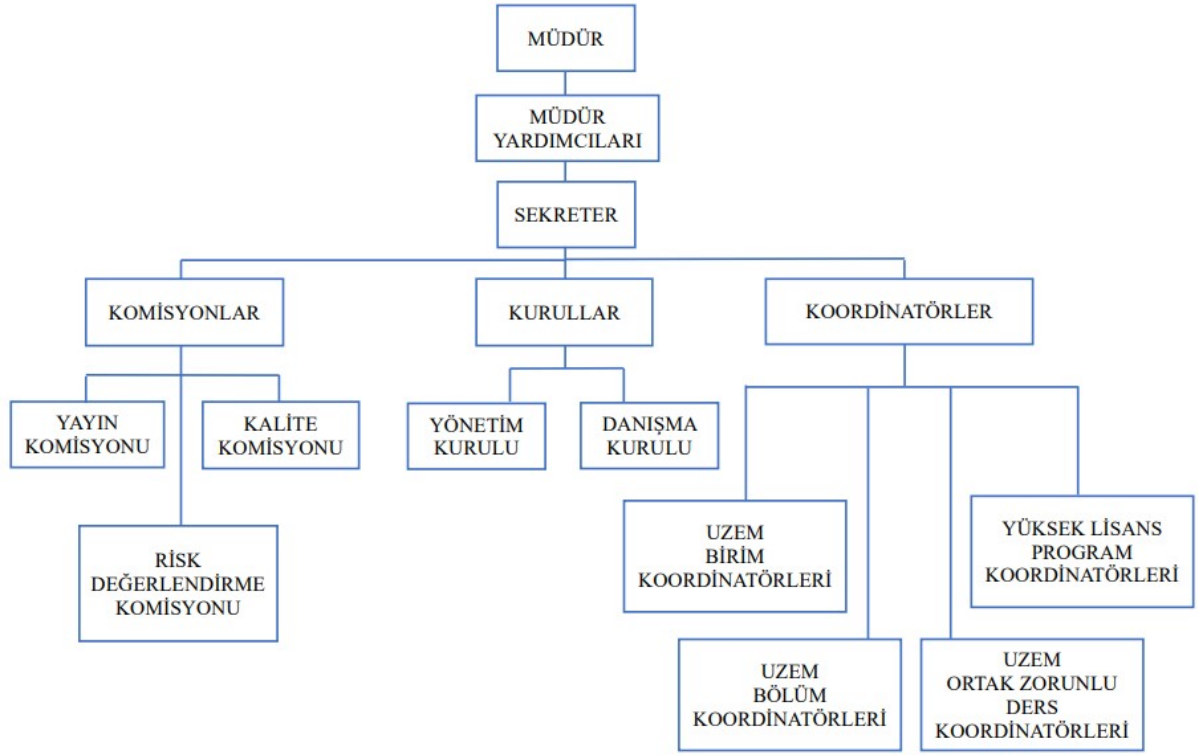 MÜDÜR
MÜDÜR
YARDIMCILARI
SEKRETER
KOMİSYONLAR
KURULLAR
KOORDİNATÖRLER
YAYIN
KOMİSYONU
KALİTE
KOMİSYONU
YÖNETİM
KURULU
DANIŞMA
KURULU
RİSK
DEĞERLENDİRME
KOMİSYONU
UZEM
BİRİM
KOORDİNATÖRLERİ
YÜKSEK LİSANS
PROGRAM
KOORDİNATÖRLERİ
UZEM
BÖLÜM
KOORDİNATÖRLERİ
UZEM
ORTAK ZORUNLU
DERS
KOORDİNATÖRLERİ